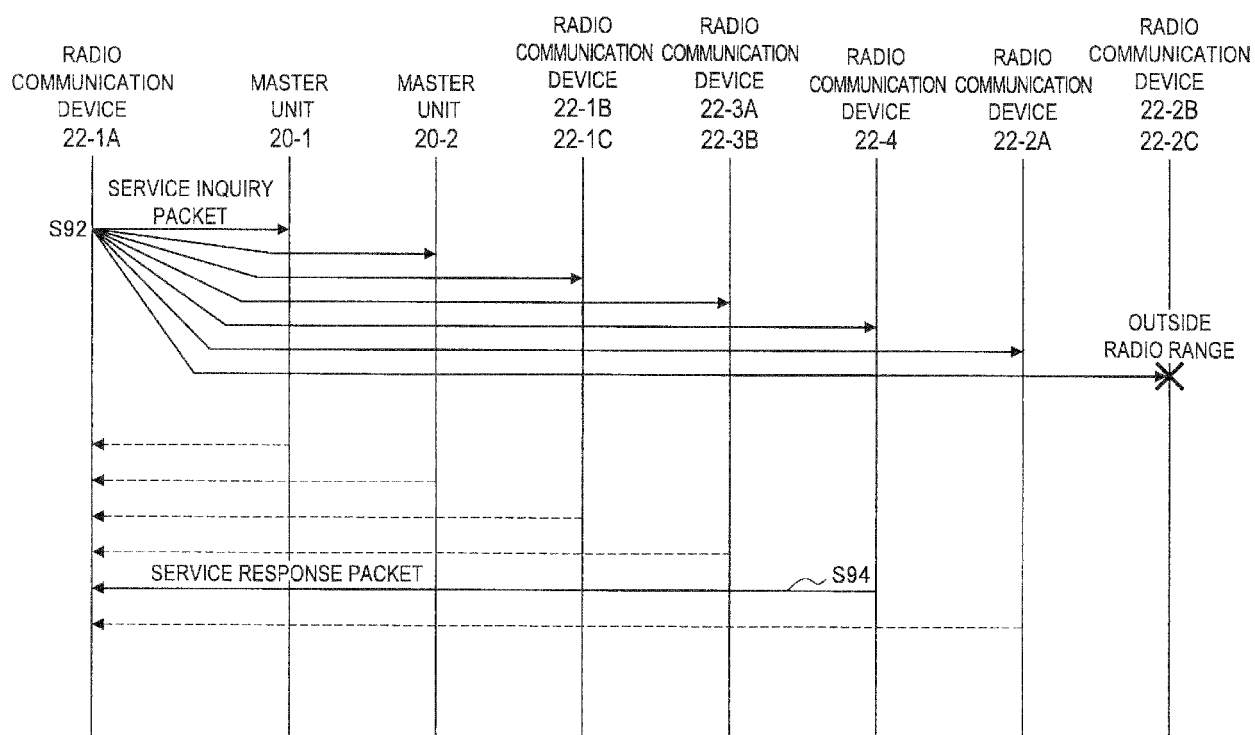 RADIO
COMMUNICATION
DEVICE
22-1A
MASTER
UNIT
20-1
MASTER
UNIT
20-2
RADIO
COMMUNICATION
DEVICE
22-1B
22-1C
RADIO
COMMUNICATION
DEVICE
22-3A
22-3B
RADIO
COMMUNICATION
DEVICE
22-4
RADIO
COMMUNICATION
DEVICE
22-2A
RADIO
COMMUNICATION
DEVICE
22-2B
22-2C
SERVICE INQUIRY
PACKET
S92
OUTSIDE
RADIO RANGE
SERVICE RESPONSE PACKET
S94